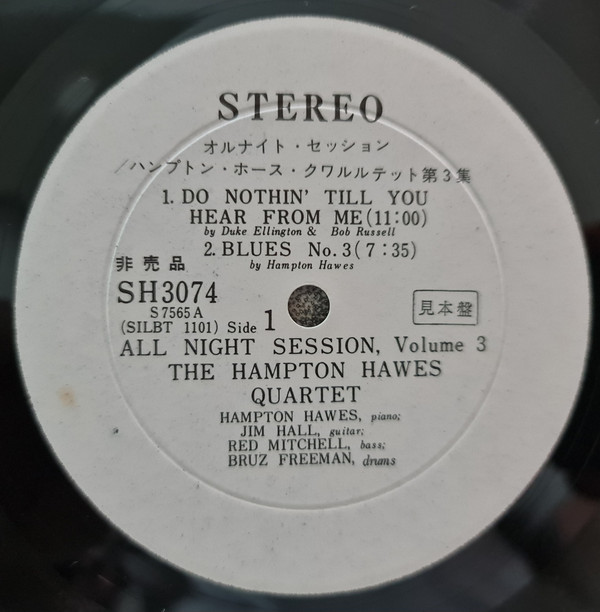 STEREO
オルナイト・セッション
/ハンプトン・ホース・クワルルテット第3集
1. DO NOTHIN' TILL YOU
HEAR FROM ME (11:00)
by Duke Ellington & Bob Russell
2. BLUES No. 3 (7:35)
by Hampton Hawes
非売品
SH3074
S7565A
(SILBT 1101) Side 1
見本盤
ALL NIGHT SESSION, Volume 3
THE HAMPTON HAWES
QUARTET
HAMPTON HAWES, piano;
JIM HALL, guitar;
RED MITCHELL, bass;
BRUZ FREEMAN, drums